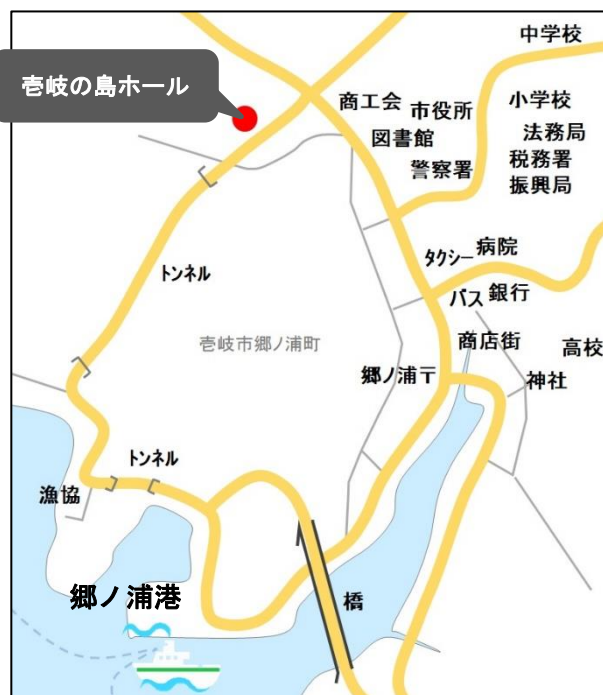 中学校
壱岐の島ホール
商工会
市役所
小学校
図書館
法務局
警察署
税務署
振興局
タクシー
病院
トンネル
バス
銀行
壱岐市郷ノ浦町
商店街
高校
郷ノ浦〒
神社
トンネル
漁協
郷ノ浦港
橋